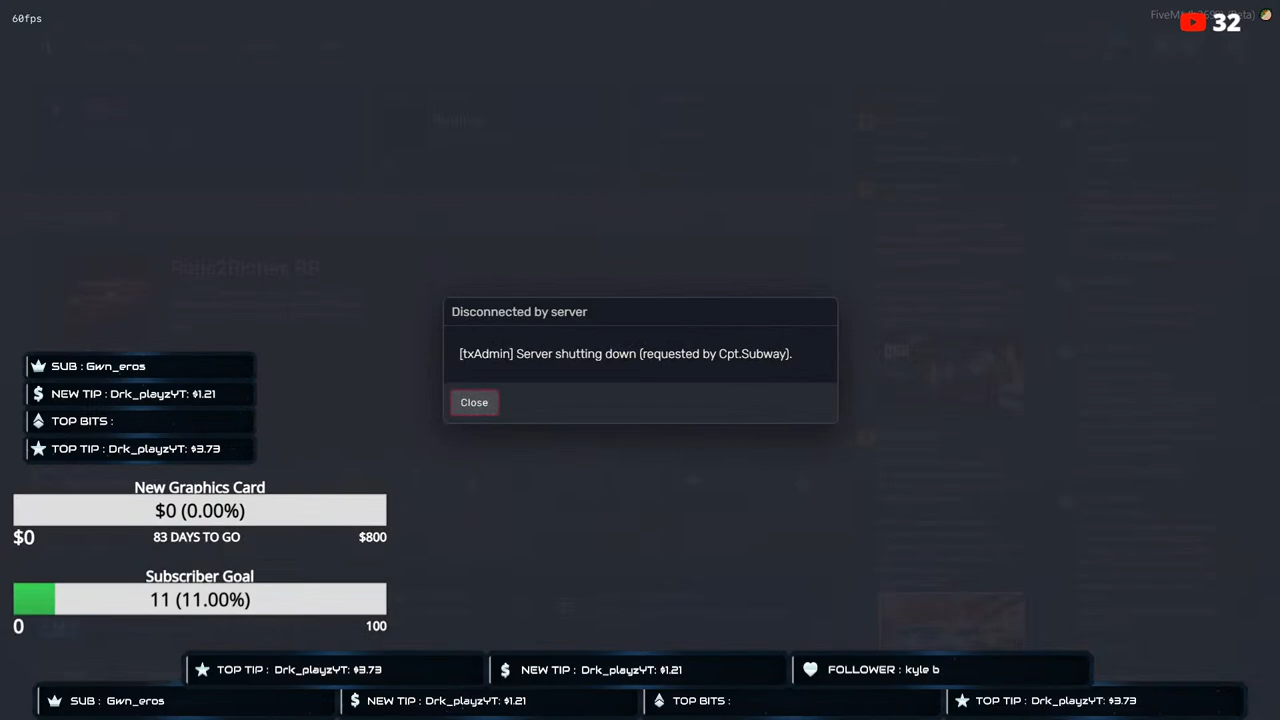 60fps
32
Disconnected by server
[txAdmin] Server shutting down (requested by Cpt.Subway).
Close
SUB : Gwn_eros
NEW TIP : Drk_playzYT: $1.21
TOP BITS :
TOP TIP : Drk_playzYT: $3.73
New Graphics Card
$0 (0.00%)
$0 83 DAYS TO GO $800
Subscriber Goal
11 (11.00%)
0 100
TOP TIP : Drk_playzYT: $3.73 NEW TIP : Drk_playzYT: $1.21 FOLLOWER : kyle b
SUB : Gwn_eros NEW TIP : Drk_playzYT: $1.21 TOP BITS : TOP TIP : Drk_playzYT: $3.73